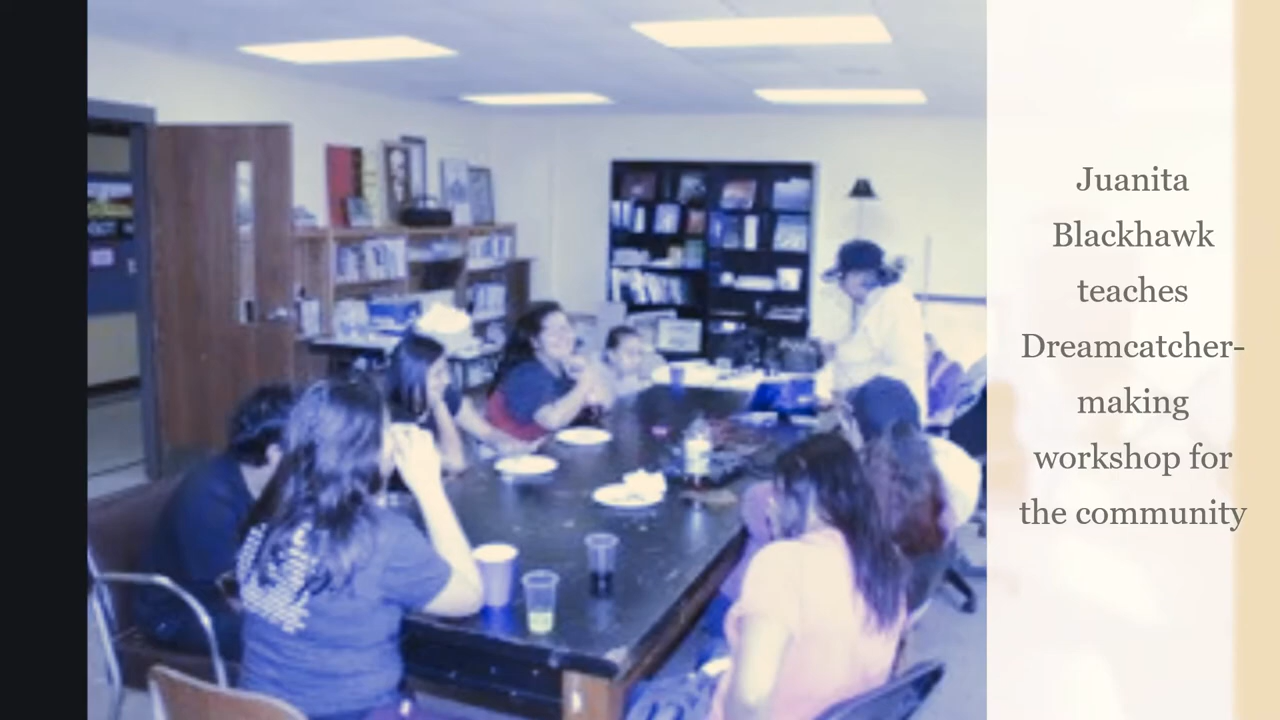 Juanita
Blackhawk
teaches
Dreamcatcher-
making
workshop for
the community